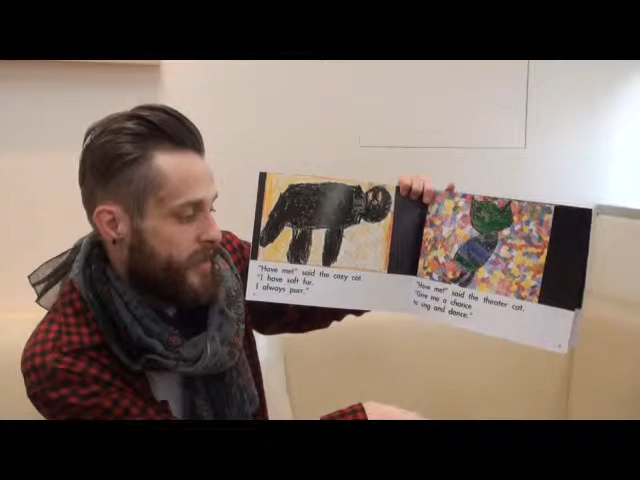 "Have me!" said the cozy cat.
"I have soft fur.
I always purr."
"Have me!" said the theater cat.
"Give me a chance
to sing and dance."